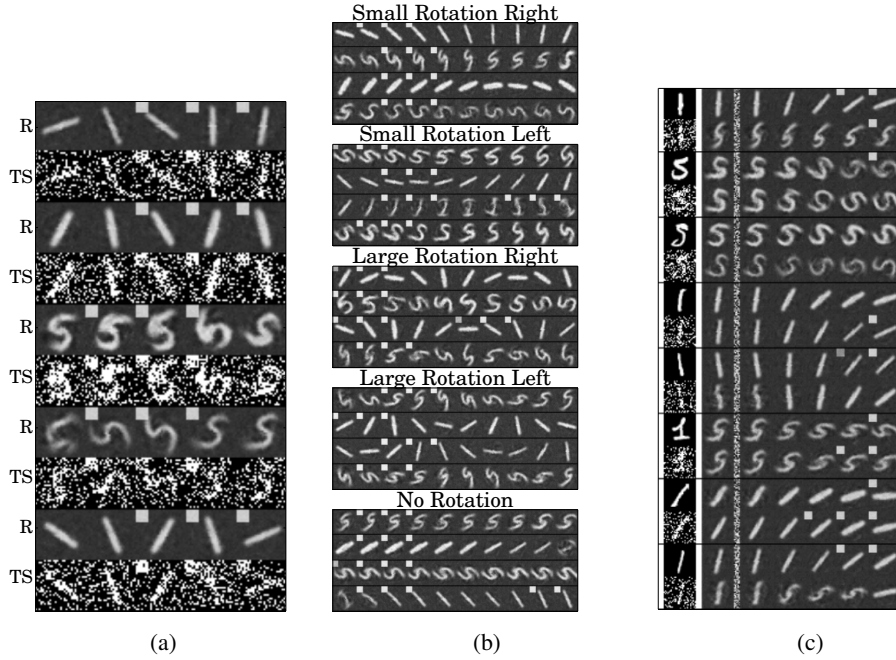 R
TS
R
TS
R
TS
R
TS
R
TS
(a)
Small Rotation Right
Small Rotation Left
Large Rotation Right
Large Rotation Left
No Rotation
(b)
(c)